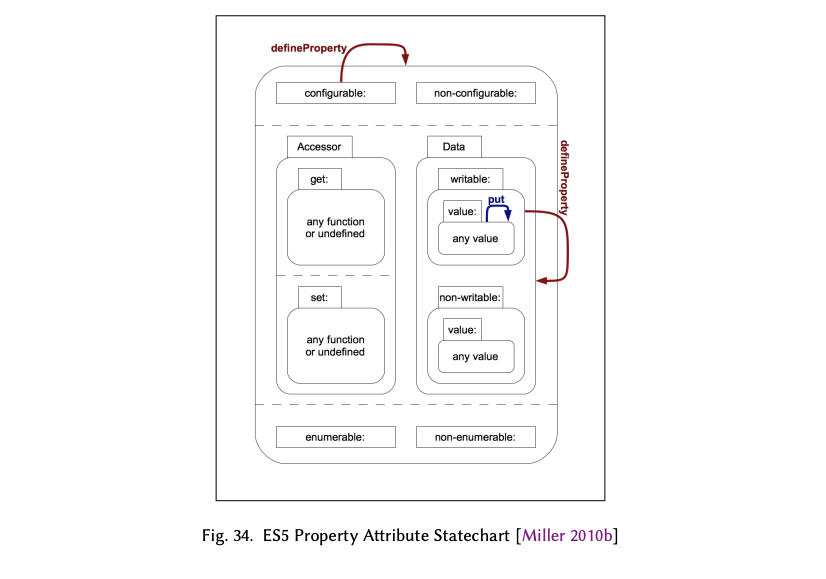 defineProperty
configurable:
non-configurable:
Accessor
Data
get:
any function
or undefined
set:
any function
or undefined
writable:
put
value:
any value
defineProperty
non-writable:
value:
any value
enumerable:
non-enumerable:
Fig. 34. ES5 Property Attribute Statechart [Miller 2010b]